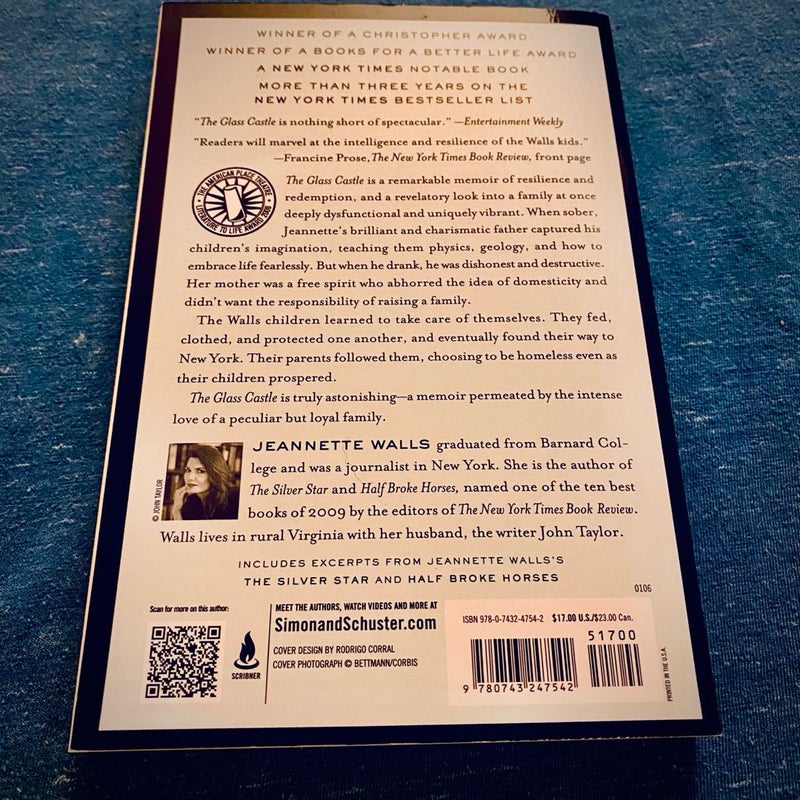 WINNER OF A CHRISTOPHER AWARD
WINNER OF A BOOKS FOR A BETTER LIFE AWARD
A NEW YORK TIMES NOTABLE BOOK
MORE THAN THREE YEARS ON THE
NEW YORK TIMES BESTSELLER LIST
"The Glass Castle is nothing short of spectacular." —Entertainment Weekly
"Readers will marvel at the intelligence and resilience of the Walls kids."
—Francine Prose, The New York Times Book Review, front page
THE AMERICAN PLACE THEATRE
LITERATURE TO LIFE AWARD 2006
The Glass Castle is a remarkable memoir of resilience and
redemption, and a revelatory look into a family at once
deeply dysfunctional and uniquely vibrant. When sober,
Jeannette's brilliant and charismatic father captured his
children's imagination, teaching them physics, geology, and how to
embrace life fearlessly. But when he drank, he was dishonest and destructive.
Her mother was a free spirit who abhorred the idea of domesticity and
didn't want the responsibility of raising a family.
The Walls children learned to take care of themselves. They fed,
clothed, and protected one another, and eventually found their way to
New York. Their parents followed them, choosing to be homeless even as
their children prospered.
The Glass Castle is truly astonishing—a memoir permeated by the intense
love of a peculiar but loyal family.
© JOHN TAYLOR
JEANNETTE WALLS graduated from Barnard Col-
lege and was a journalist in New York. She is the author of
The Silver Star and Half Broke Horses, named one of the ten best
books of 2009 by the editors of The New York Times Book Review.
Walls lives in rural Virginia with her husband, the writer John Taylor.
INCLUDES EXCERPTS FROM JEANNETTE WALLS'S
THE SILVER STAR AND HALF BROKE HORSES
0106
Scan for more on this author:
SCRIBNER
MEET THE AUTHORS, WATCH VIDEOS AND MORE AT
SimonandSchuster.com
COVER DESIGN BY RODRIGO CORRAL
COVER PHOTOGRAPH © BETTMANN/CORBIS
ISBN 978-0-7432-4754-2 $17.00 U.S./$23.00 Can.
51700
9 780743 247542
PRINTED IN THE U.S.A.